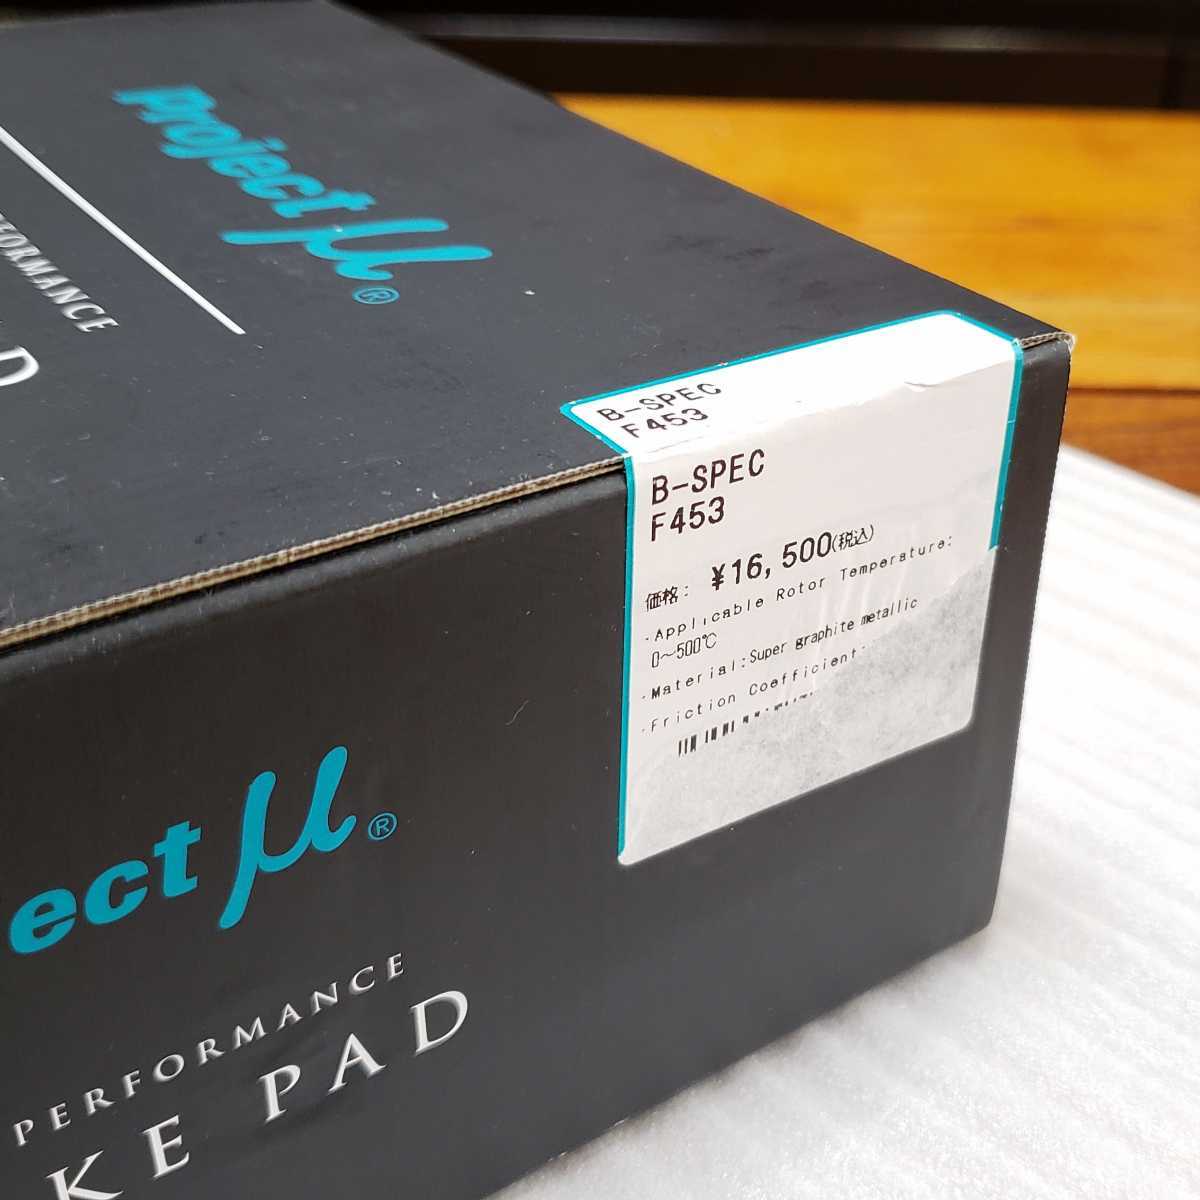 Project μ®
FORMANCE
D
B-SPEC
F453
B-SPEC
F453
価格: ¥16,500(税込)
·Applicable Rotor Temperature:
0～500℃
·Material:Super graphite metallic
·Friction Coefficient:
ect μ®
PERFORMANCE
KE PAD